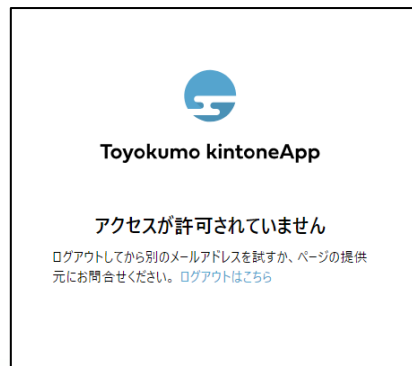 Toyokumo kintoneApp
アクセスが許可されていません
ログアウトしてから別のメールアドレスを試すか、ページの提供
元にお問合せください。ログアウトはこちら